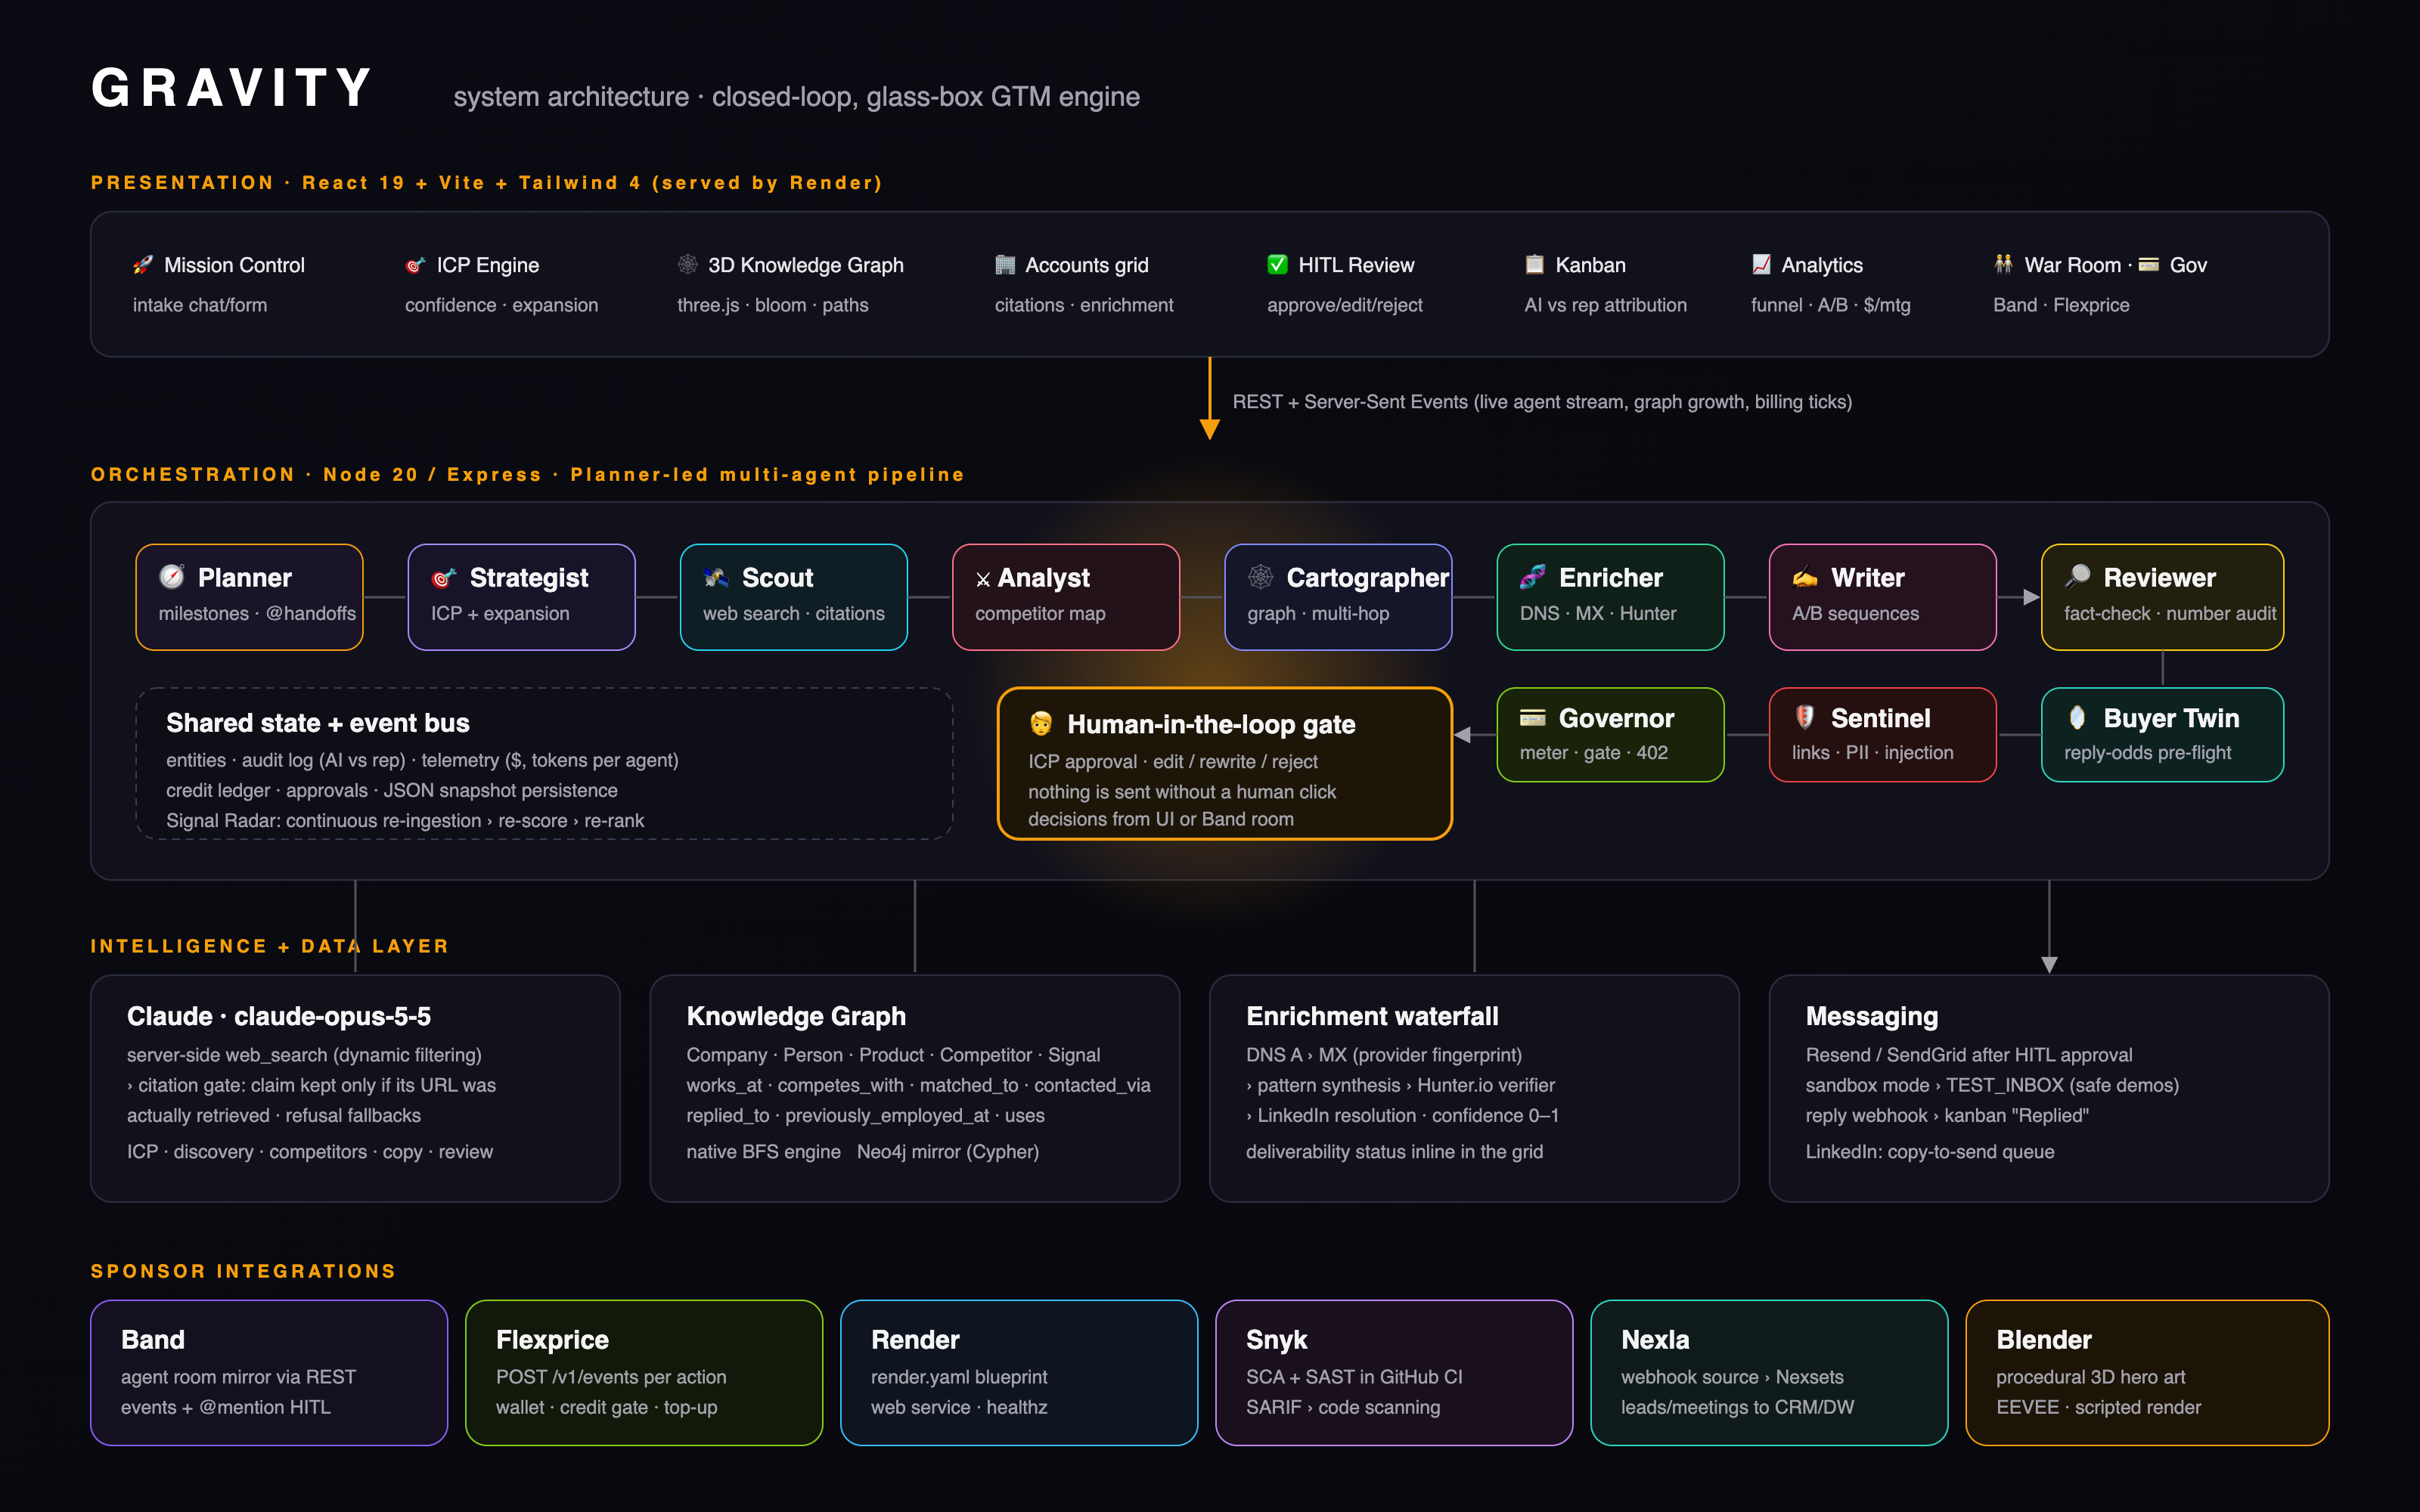 GRAVITY
system architecture · closed-loop, glass-box GTM engine
PRESENTATION · React 19 + Vite + Tailwind 4 (served by Render)
🚀 Mission Control
intake chat/form
🎯 ICP Engine
confidence · expansion
🕸 3D Knowledge Graph
three.js · bloom · paths
🏢 Accounts grid
citations · enrichment
✅ HITL Review
approve/edit/reject
📋 Kanban
AI vs rep attribution
📈 Analytics
funnel · A/B · $/mtg
👯 War Room · 💳 Gov
Band · Flexprice
REST + Server-Sent Events (live agent stream, graph growth, billing ticks)
ORCHESTRATION · Node 20 / Express · Planner-led multi-agent pipeline
🧭 Planner
milestones · @handoffs
🎯 Strategist
ICP + expansion
🛰 Scout
web search · citations
⚔ Analyst
competitor map
🕸 Cartographer
graph · multi-hop
🧬 Enricher
DNS · MX · Hunter
✍ Writer
A/B sequences
🔎 Reviewer
fact-check · number audit
Shared state + event bus
entities · audit log (AI vs rep) · telemetry ($, tokens per agent)
credit ledger · approvals · JSON snapshot persistence
Signal Radar: continuous re-ingestion › re-score › re-rank
🧑 Human-in-the-loop gate
ICP approval · edit / rewrite / reject
nothing is sent without a human click
decisions from UI or Band room
💳 Governor
meter · gate · 402
🛡 Sentinel
links · PII · injection
🪞 Buyer Twin
reply-odds pre-flight
INTELLIGENCE + DATA LAYER
Claude · claude-opus-5-5
server-side web_search (dynamic filtering)
› citation gate: claim kept only if its URL was
actually retrieved · refusal fallbacks
ICP · discovery · competitors · copy · review
Knowledge Graph
Company · Person · Product · Competitor · Signal
works_at · competes_with · matched_to · contacted_via
replied_to · previously_employed_at · uses
native BFS engine Neo4j mirror (Cypher)
Enrichment waterfall
DNS A › MX (provider fingerprint)
› pattern synthesis › Hunter.io verifier
› LinkedIn resolution · confidence 0–1
deliverability status inline in the grid
Messaging
Resend / SendGrid after HITL approval
sandbox mode › TEST_INBOX (safe demos)
reply webhook › kanban "Replied"
LinkedIn: copy-to-send queue
SPONSOR INTEGRATIONS
Band
agent room mirror via REST
events + @mention HITL
Flexprice
POST /v1/events per action
wallet · credit gate · top-up
Render
render.yaml blueprint
web service · healthz
Snyk
SCA + SAST in GitHub CI
SARIF › code scanning
Nexla
webhook source › Nexsets
leads/meetings to CRM/DW
Blender
procedural 3D hero art
EEVEE · scripted render